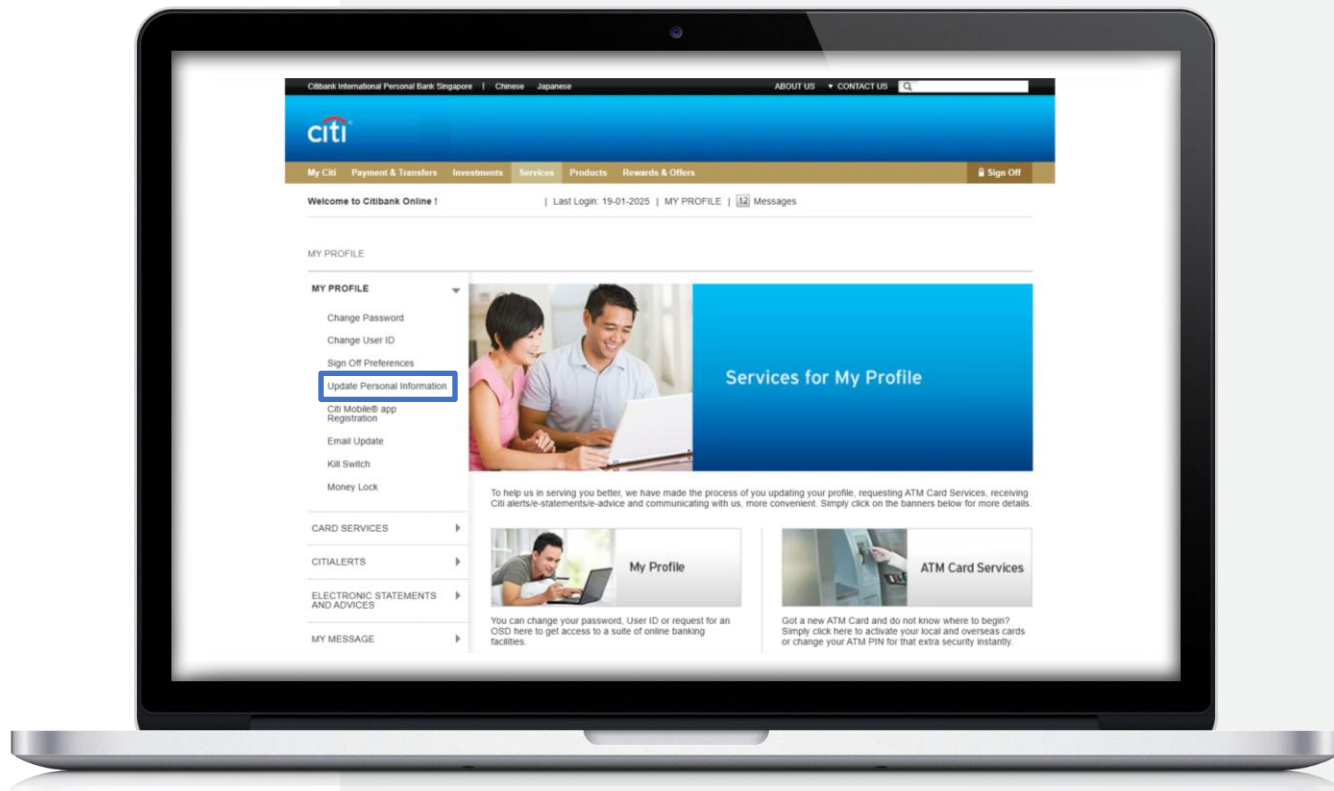 Citibank International Personal Bank Singapore | Chinese Japanese ABOUT US ▼ CONTACT US
citi
My Citi Payment & Transfers Investments Services Products Rewards & Offers Sign Off
Welcome to Citibank Online ! | Last Login: 19-01-2025 | MY PROFILE | 12 Messages
MY PROFILE
MY PROFILE
Change Password
Change User ID
Sign Off Preferences
Update Personal Information
Citi Mobile® app
Registration
Email Update
Kill Switch
Money Lock
CARD SERVICES
CITIALERTS
ELECTRONIC STATEMENTS
AND ADVICES
MY MESSAGE
Services for My Profile
To help us in serving you better, we have made the process of you updating your profile, requesting ATM Card Services, receiving
Citi alerts/e-statements/e-advice and communicating with us, more convenient. Simply click on the banners below for more details.
My Profile
You can change your password, User ID or request for an
OSD here to get access to a suite of online banking
facilities.
ATM Card Services
Got a new ATM Card and do not know where to begin?
Simply click here to activate your local and overseas cards
or change your ATM PIN for that extra security instantly.